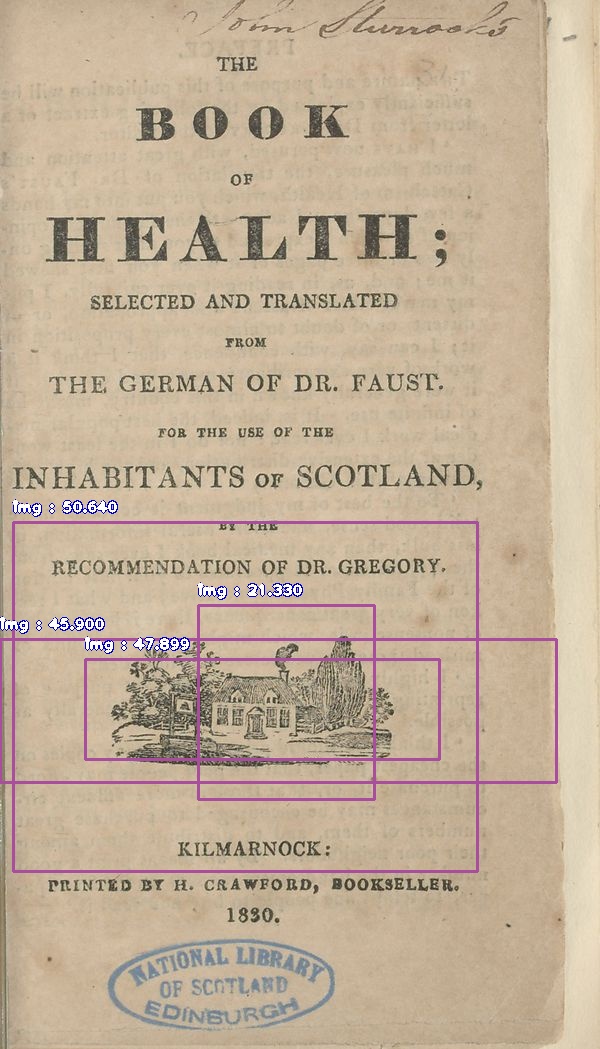 John Sturrocks
THE
BOOK
OF
HEALTH;
SELECTED AND TRANSLATED
FROM
THE GERMAN OF DR. FAUST.
FOR THE USE OF THE
INHABITANTS OF SCOTLAND,
img : 50.640
BY THE
RECOMMENDATION OF DR. GREGORY.
img : 21.330
img : 45.900
img : 47.899
KILMARNOCK:
PRINTED BY H. CRAWFORD, BOOKSELLER.
1830.
NATIONAL LIBRARY
OF SCOTLAND
EDINBURGH